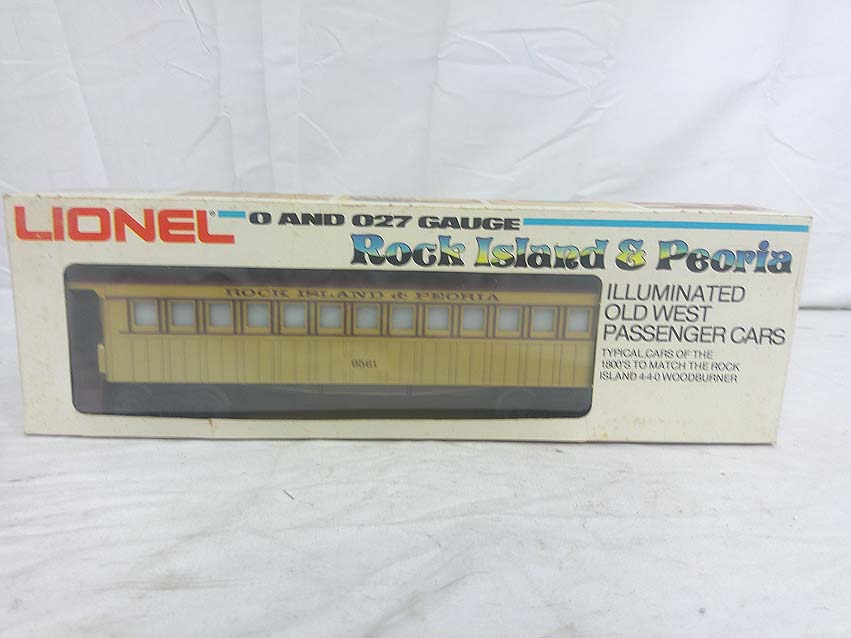 LIONEL® O AND O27 GAUGE
Rock Island & Peoria
ROCK ISLAND & PEORIA
9561
ILLUMINATED
OLD WEST
PASSENGER CARS
TYPICAL CARS OF THE
1800'S TO MATCH THE ROCK
ISLAND 4-4-0 WOODBURNER